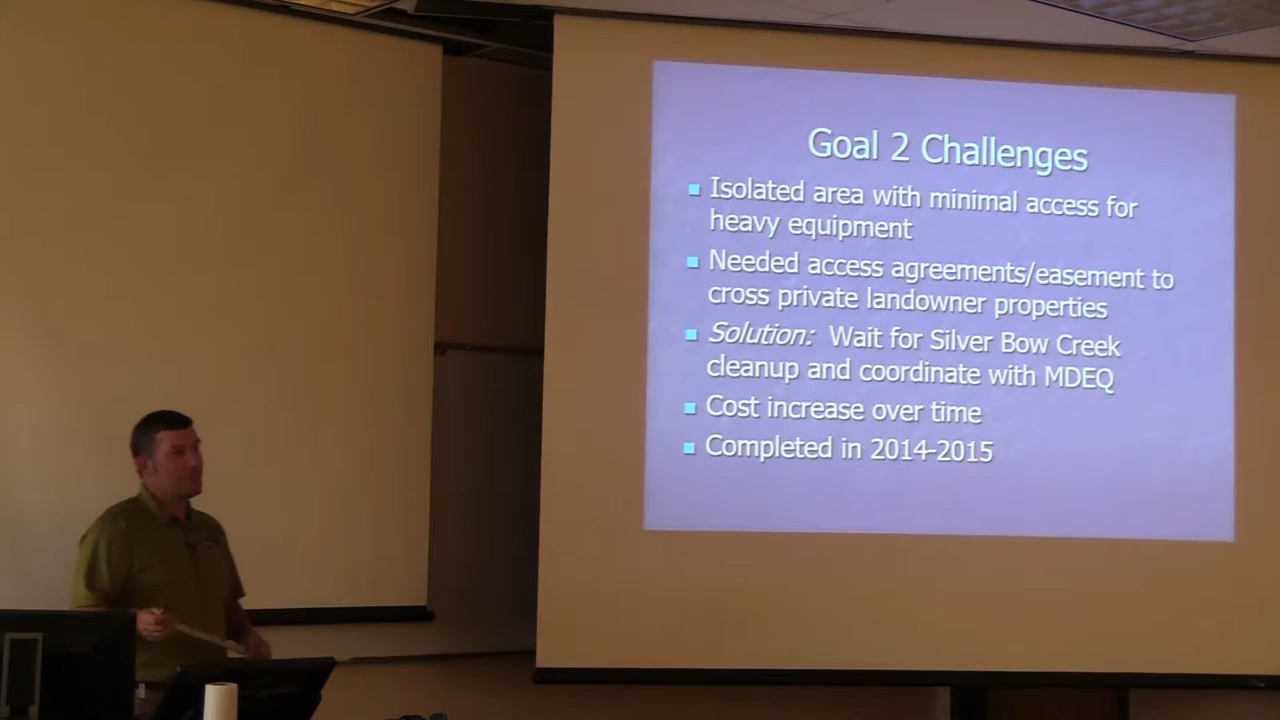 Goal 2 Challenges
Isolated area with minimal access for
heavy equipment
Needed access agreements/easement to
cross private landowner properties
Solution: Wait for Silver Bow Creek
cleanup and coordinate with MDEQ
Cost increase over time
Completed in 2014-2015